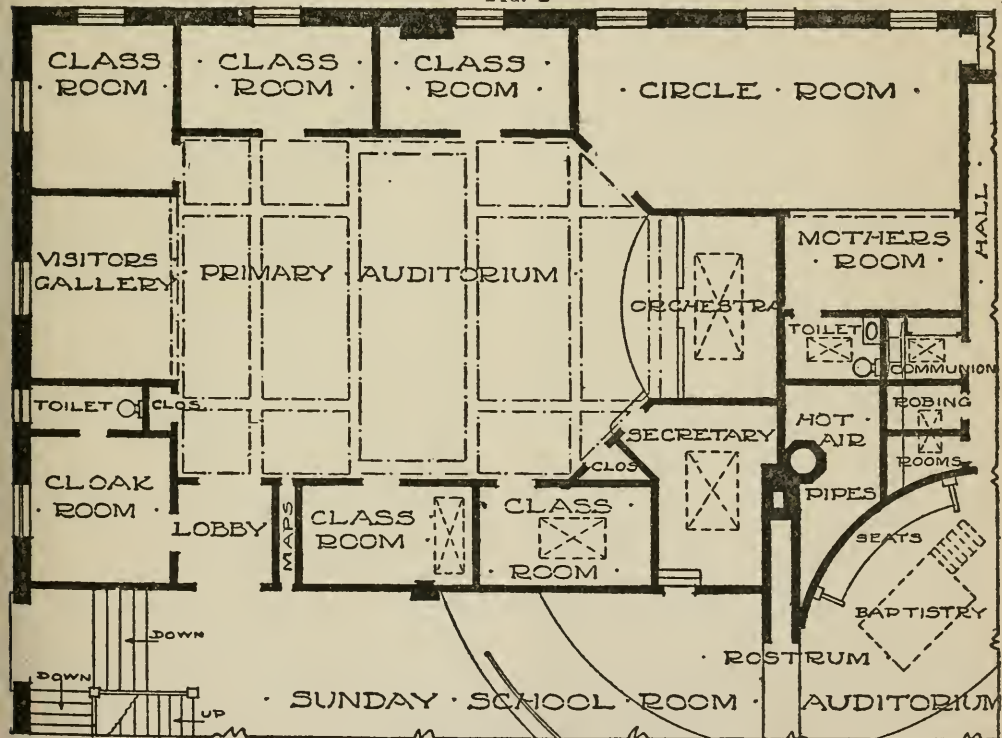 CLASS
ROOM
CLASS
ROOM
CLASS
ROOM
CIRCLE ROOM
HALL
VISITORS
GALLERY
PRIMARY AUDITORIUM
ORCHESTRA
MOTHERS
ROOM
TOILET
COMMUNION
TOILET
CLOS.
ROBING
ROOMS
HOT
AIR
PIPES
SECRETARY
CLOS
CLOAK
ROOM
LOBBY
MAPS
CLASS
ROOM
CLASS
ROOM
SEATS
BAPTISTRY
DOWN
DOWN
UP
ROSTRUM
SUNDAY SCHOOL ROOM
AUDITORIUM